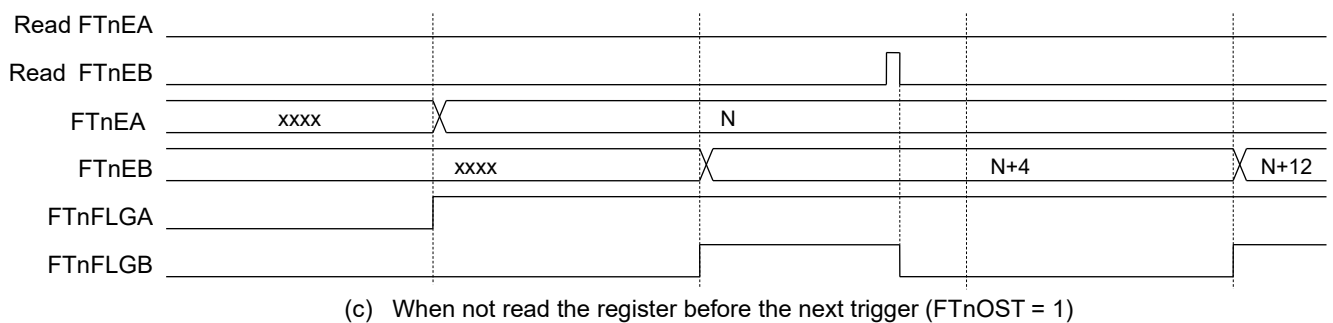 Read FTnEA
Read FTnEB
FTnEA xxxx N
FTnEB xxxx N+4 N+12
FTnFLGA
FTnFLGB
(c) When not read the register before the next trigger (FTnOST = 1)